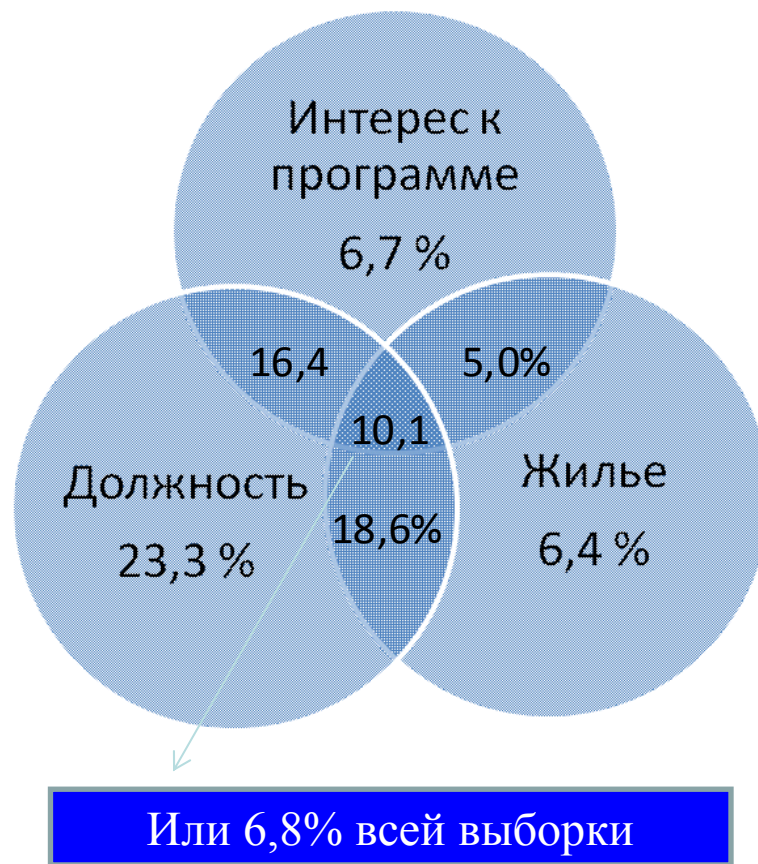 Интерес к
программе
6,7 %
16,4
5,0%
10,1
Должность
23,3 %
18,6%
Жилье
6,4 %
Или 6,8% всей выборки